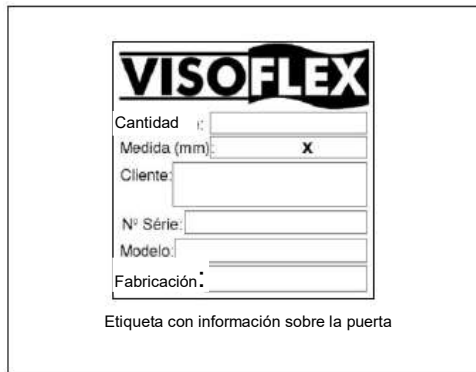 VISOFLEX
Cantidad :
Medida (mm): X
Cliente:
Nº Série:
Modelo:
Fabricación:
Etiqueta con información sobre la puerta